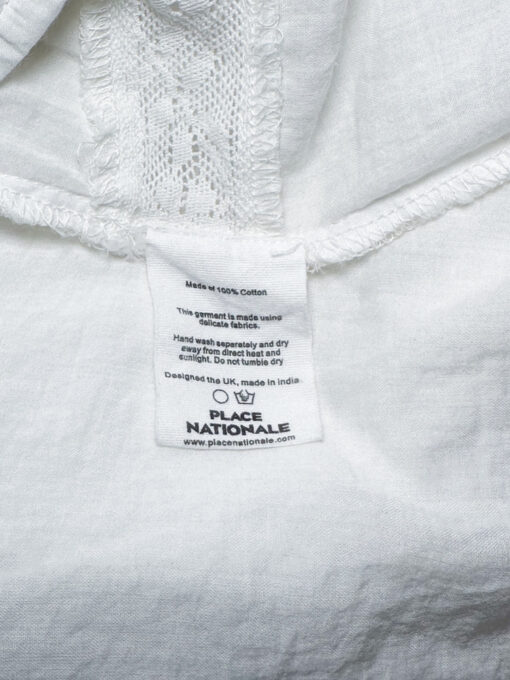 Made of 100% Cotton
This garment is made using
delicate fabrics.
Hand wash separately and dry
away from direct heat and
sunlight. Do not tumble dry
Designed the UK, made in India
PLACE
NATIONALE
www.placenationale.com